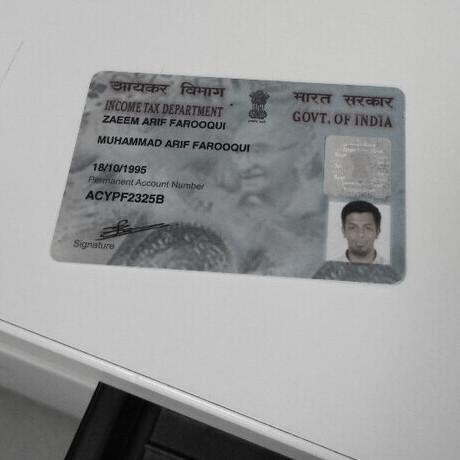 आयकर विभाग
भारत सरकार
INCOME TAX DEPARTMENT
GOVT. OF INDIA
ZAEEM ARIF FAROOQUI
MUHAMMAD ARIF FAROOQUI
18/10/1995
Permanent Account Number
ACYPF2325B
Signature